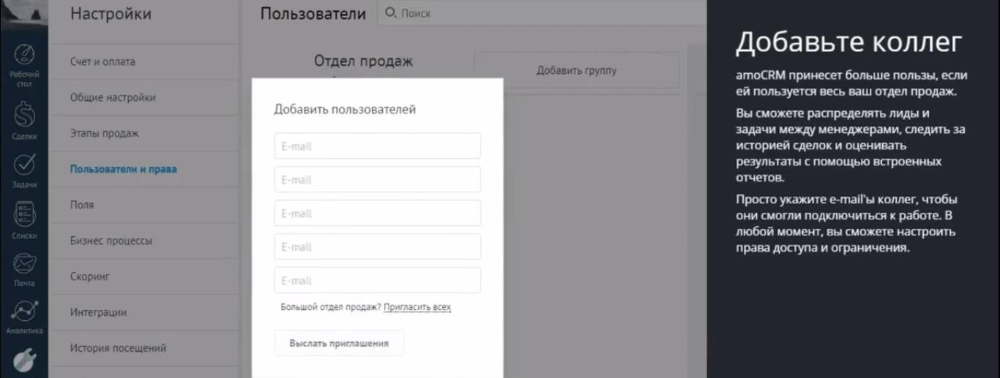 Настройки
Пользователи
Поиск
Рабочий
стол
Сделки
Задачи
Списки
Почта
Аналитика
Счет и оплата
Общие настройки
Этапы продаж
Пользователи и права
Поля
Бизнес процессы
Скоринг
Интеграции
История посещений
Отдел продаж
Добавить группу
Добавить пользователей
E-mail
E-mail
E-mail
E-mail
E-mail
Большой отдел продаж? Пригласить всех
Выслать приглашения
Добавьте коллег
amoCRM принесет больше пользы, если
ей пользуется весь ваш отдел продаж.
Вы сможете распределять лиды и
задачи между менеджерами, следить за
историей сделок и оценивать
результаты с помощью встроенных
отчетов.
Просто укажите e-mail'ы коллег, чтобы
они смогли подключиться к работе. В
любой момент, вы сможете настроить
права доступа и ограничения.